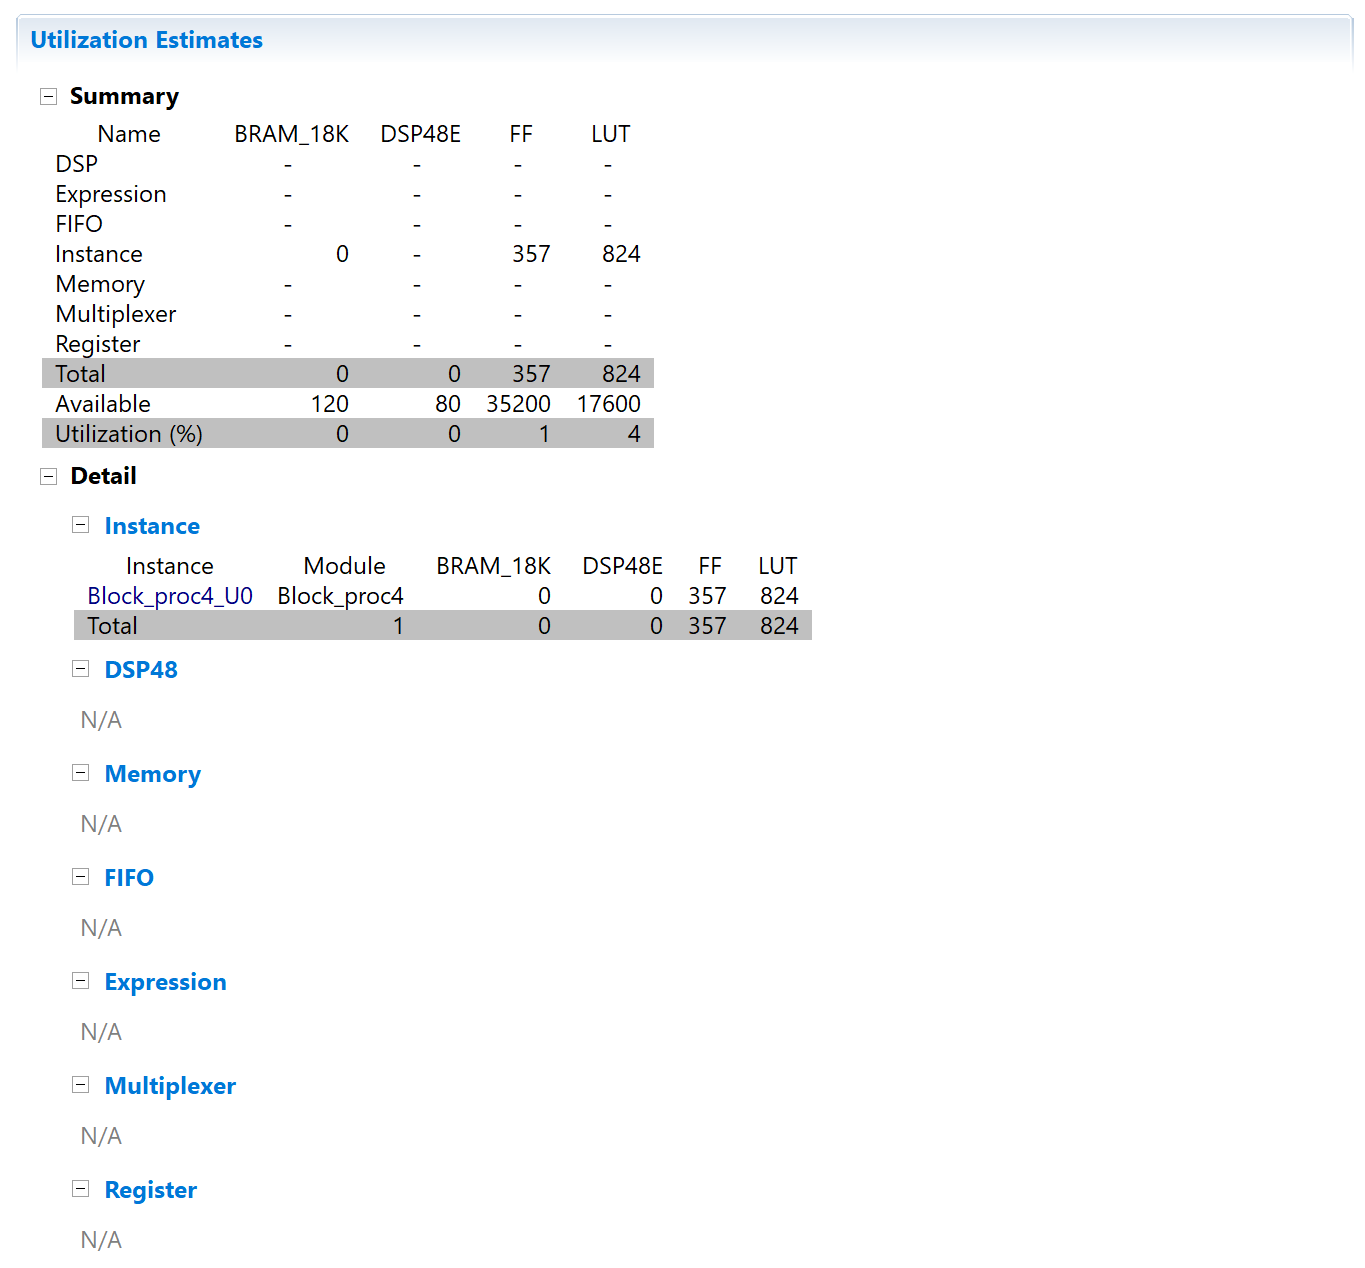 Utilization Estimates
Summary
Name BRAM_18K DSP48E FF LUT
DSP - - - -
Expression - - - -
FIFO - - - -
Instance 0 - 357 824
Memory - - - -
Multiplexer - - - -
Register - - - -
Total 0 0 357 824
Available 120 80 35200 17600
Utilization (%) 0 0 1 4
Detail
Instance
Instance Module BRAM_18K DSP48E FF LUT
Block_proc4_U0 Block_proc4 0 0 357 824
Total 1 0 0 357 824
DSP48
N/A
Memory
N/A
FIFO
N/A
Expression
N/A
Multiplexer
N/A
Register
N/A